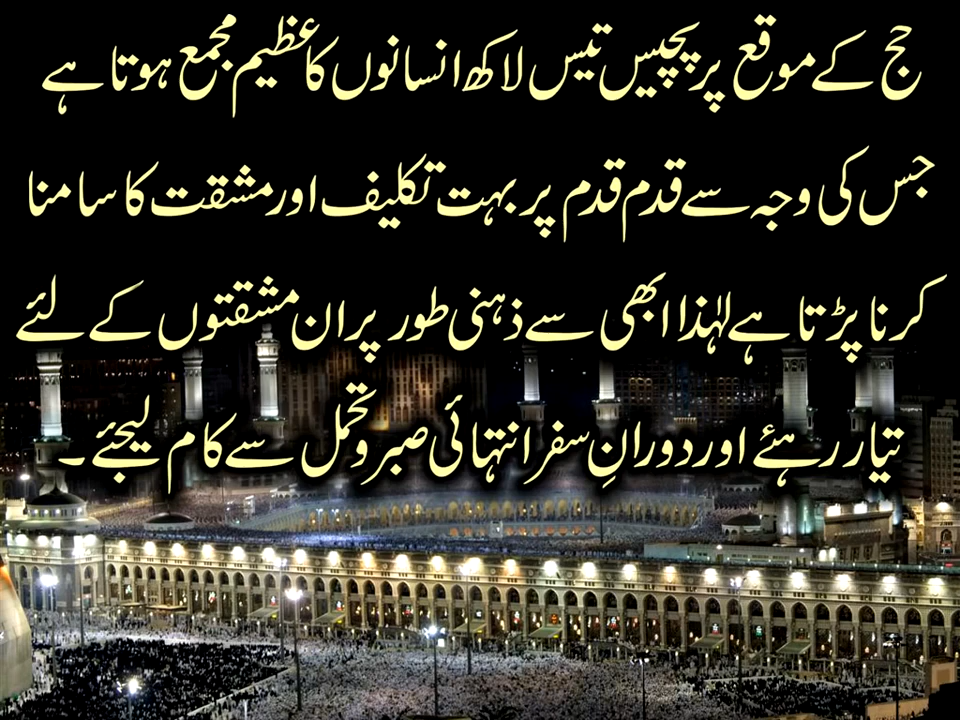 حج کے موقع پر پچیس تیس لاکھ انسانوں کا عظیم مجمع ہوتا ہے
جس کی وجہ سے قدم قدم پر بہت تکلیف اور مشقت کا سامنا
کرنا پڑتا ہے لہٰذا ابھی سے ذہنی طور پر ان مشقتوں کے لئے
تیار رہئے اور دورانِ سفر انتہائی صبر و تحمل سے کام لیجئے۔